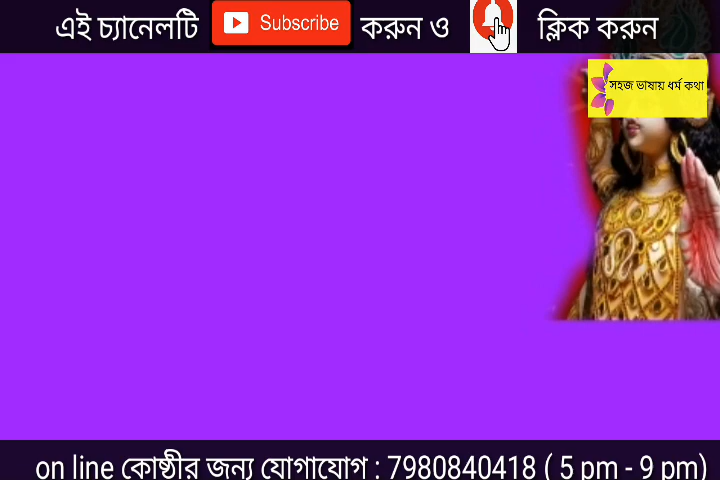 এই চ্যানেলটি Subscribe করুন ও ক্লিক করুন
সহজ ভাষায় ধর্ম কথা
on line কোষ্ঠীর জন্য যোগাযোগ : 7980840418 ( 5 pm - 9 pm)